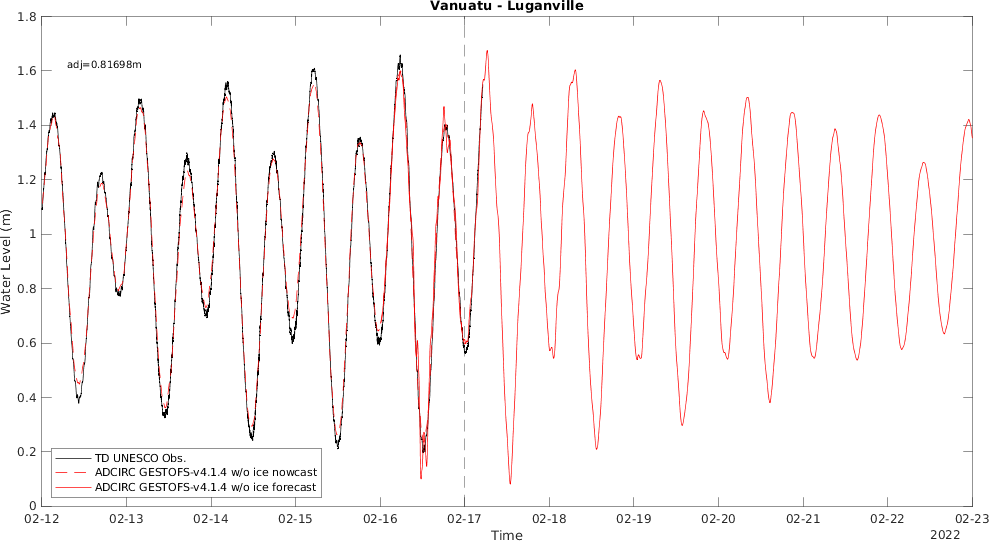 Vanuatu - Luganville
1.8
1.6
1.4
1.2
1
0.8
0.6
0.4
0.2
0
Water Level (m)
adj=0.81698m
TD UNESCO Obs.
ADCIRC GESTOFS-v4.1.4 w/o ice nowcast
ADCIRC GESTOFS-v4.1.4 w/o ice forecast
02-12 02-13 02-14 02-15 02-16 02-17 02-18 02-19 02-20 02-21 02-22 02-23
Time
2022